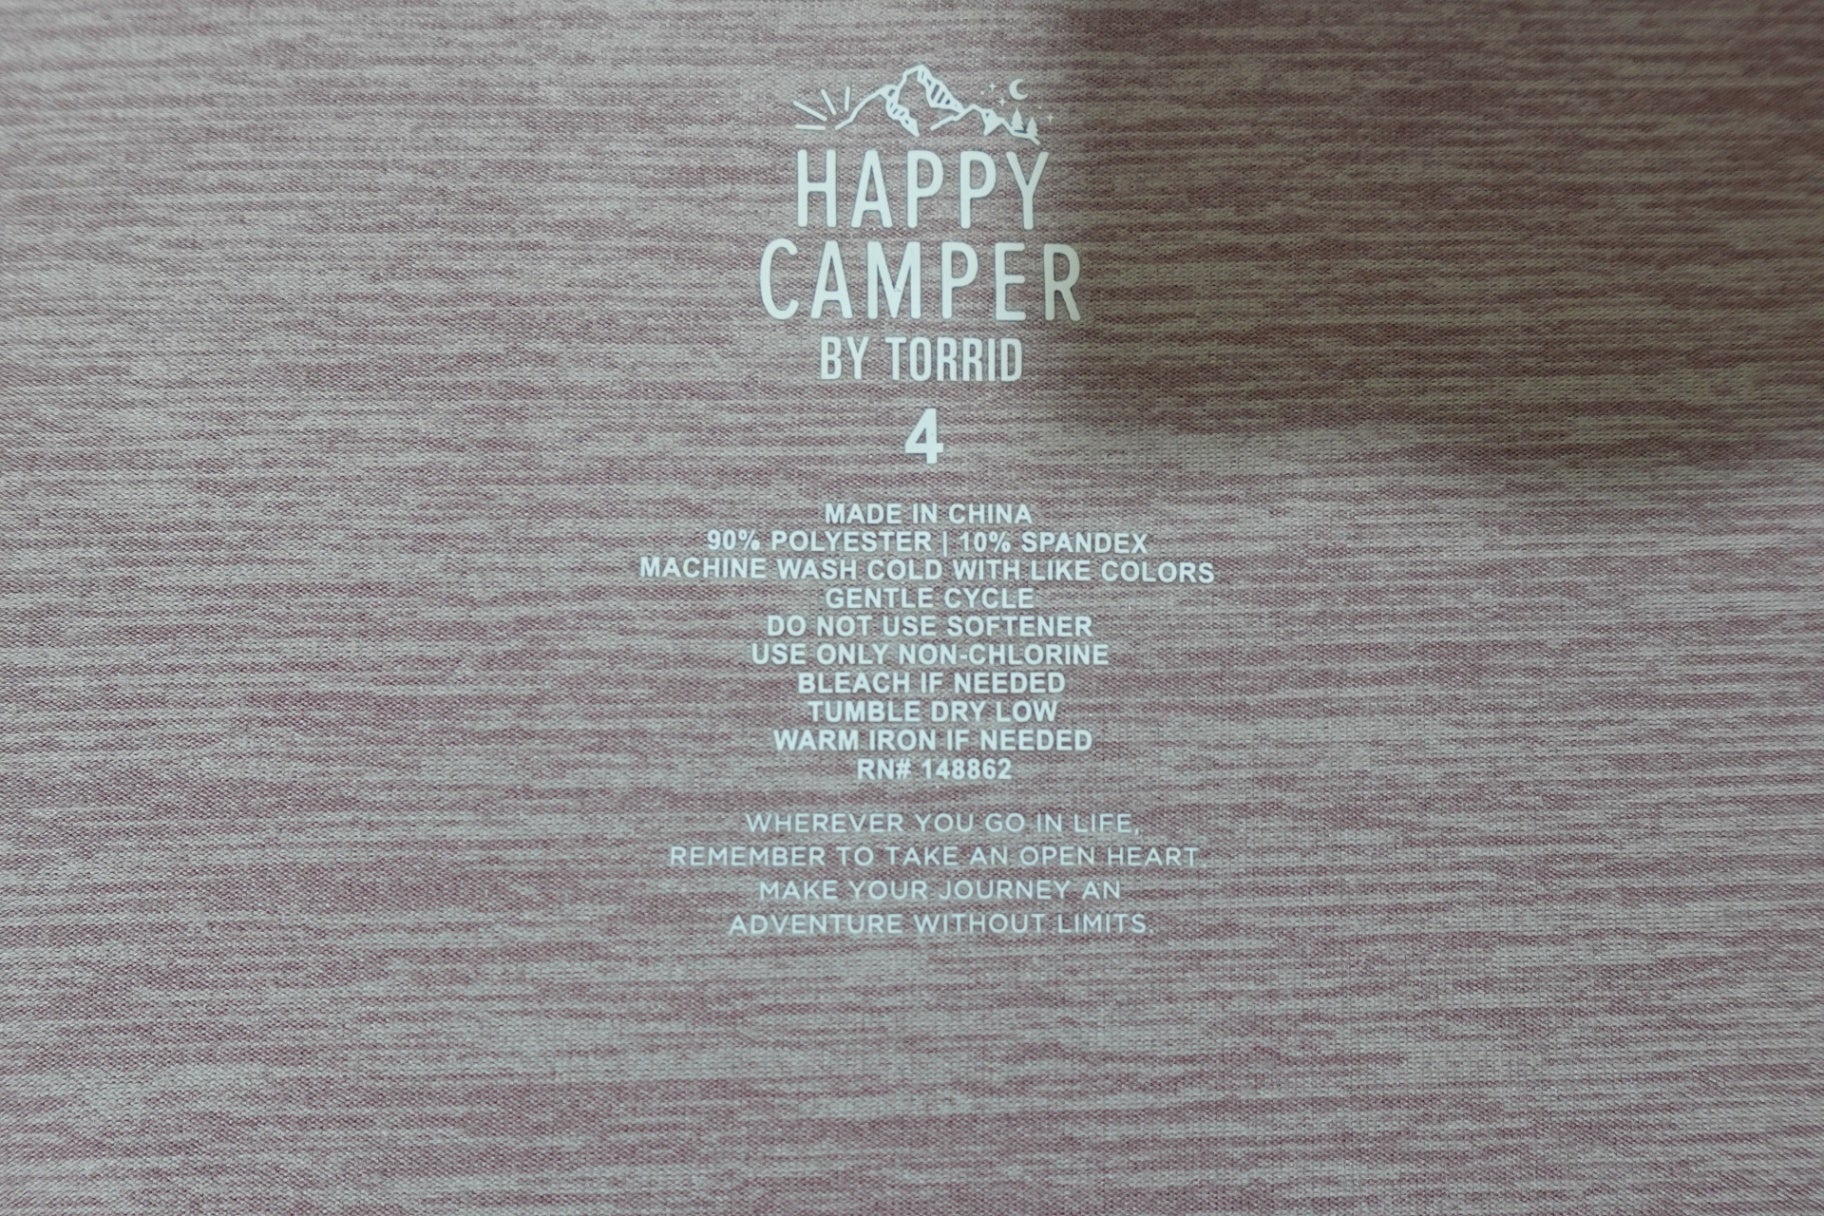 HAPPY
CAMPER
BY TORRID
4
MADE IN CHINA
90% POLYESTER | 10% SPANDEX
MACHINE WASH COLD WITH LIKE COLORS
GENTLE CYCLE
DO NOT USE SOFTENER
USE ONLY NON-CHLORINE
BLEACH IF NEEDED
TUMBLE DRY LOW
WARM IRON IF NEEDED
RN# 148862
WHEREVER YOU GO IN LIFE,
REMEMBER TO TAKE AN OPEN HEART.
MAKE YOUR JOURNEY AN
ADVENTURE WITHOUT LIMITS.